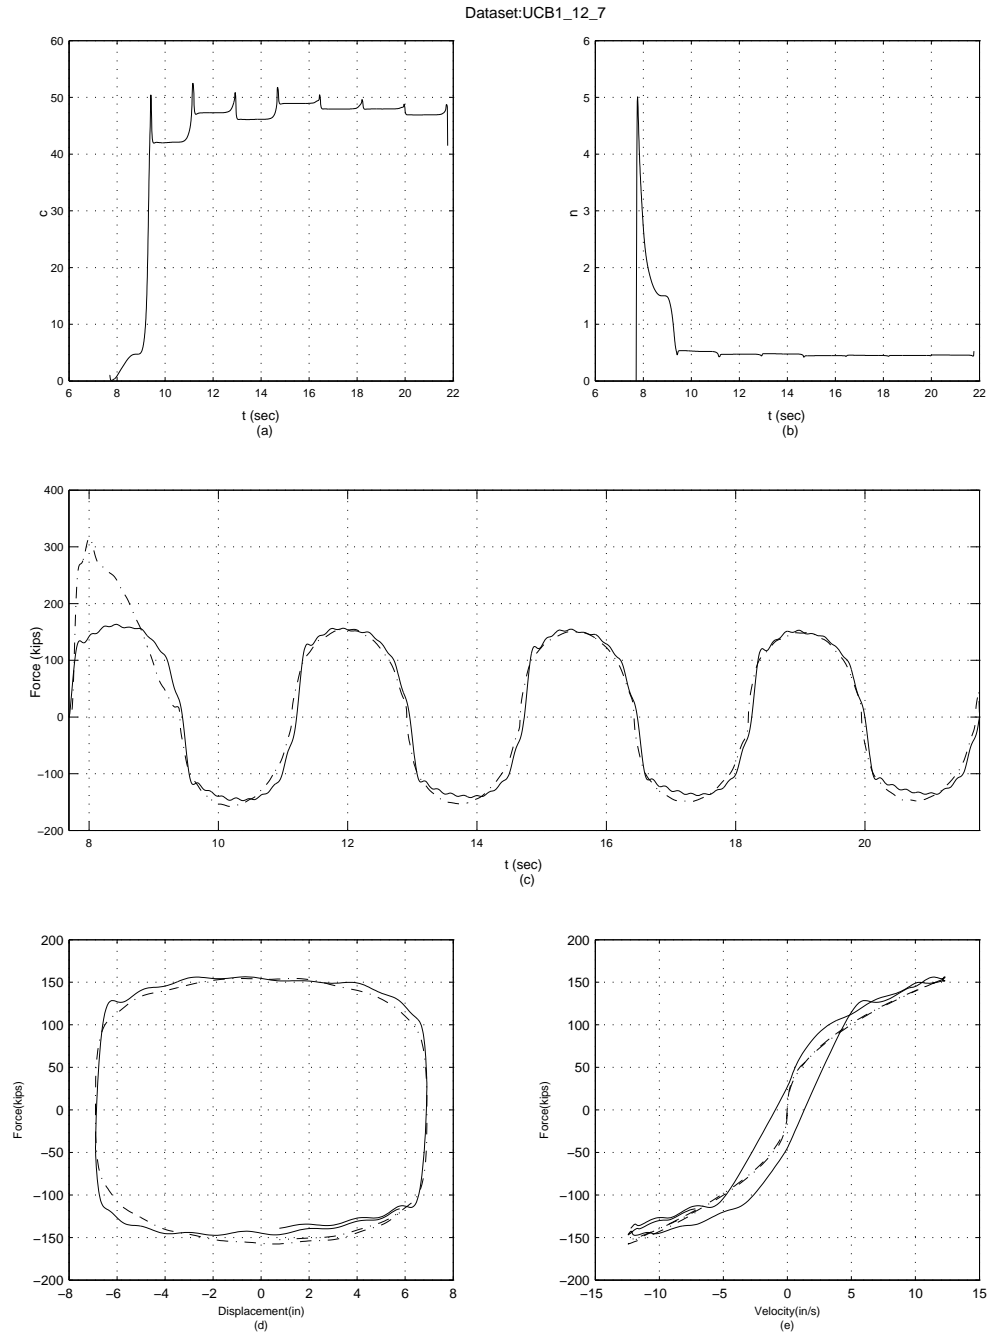 Dataset:UCB1_12_7
60
50
40
30
20
10
0
c
6 8 10 12 14 16 18 20 22
t (sec)
(a)
6
5
4
3
2
1
0
n
6 8 10 12 14 16 18 20 22
t (sec)
(b)
400
300
200
100
0
−100
−200
Force (kips)
8 10 12 14 16 18 20
t (sec)
(c)
200
150
100
50
0
−50
−100
−150
−200
Force(kips)
−8 −6 −4 −2 0 2 4 6 8
Displacement(in)
(d)
200
150
100
50
0
−50
−100
−150
−200
Force(kips)
−15 −10 −5 0 5 10 15
Velocity(in/s)
(e)